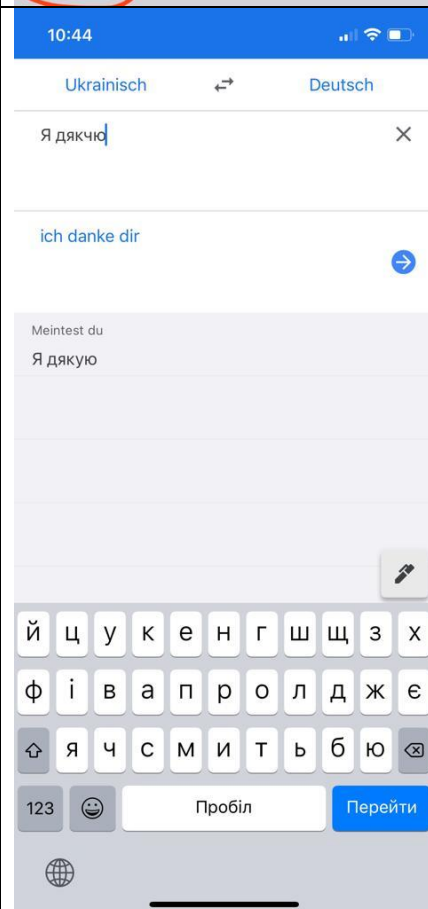 10:44
Ukrainisch Deutsch
Я дякчю
ich danke dir
Meintest du
Я дякую
й ц у к е н г ш щ з х
ф і в а п р о л д ж є
я ч с м и т ь б ю
123 Пробіл Перейти